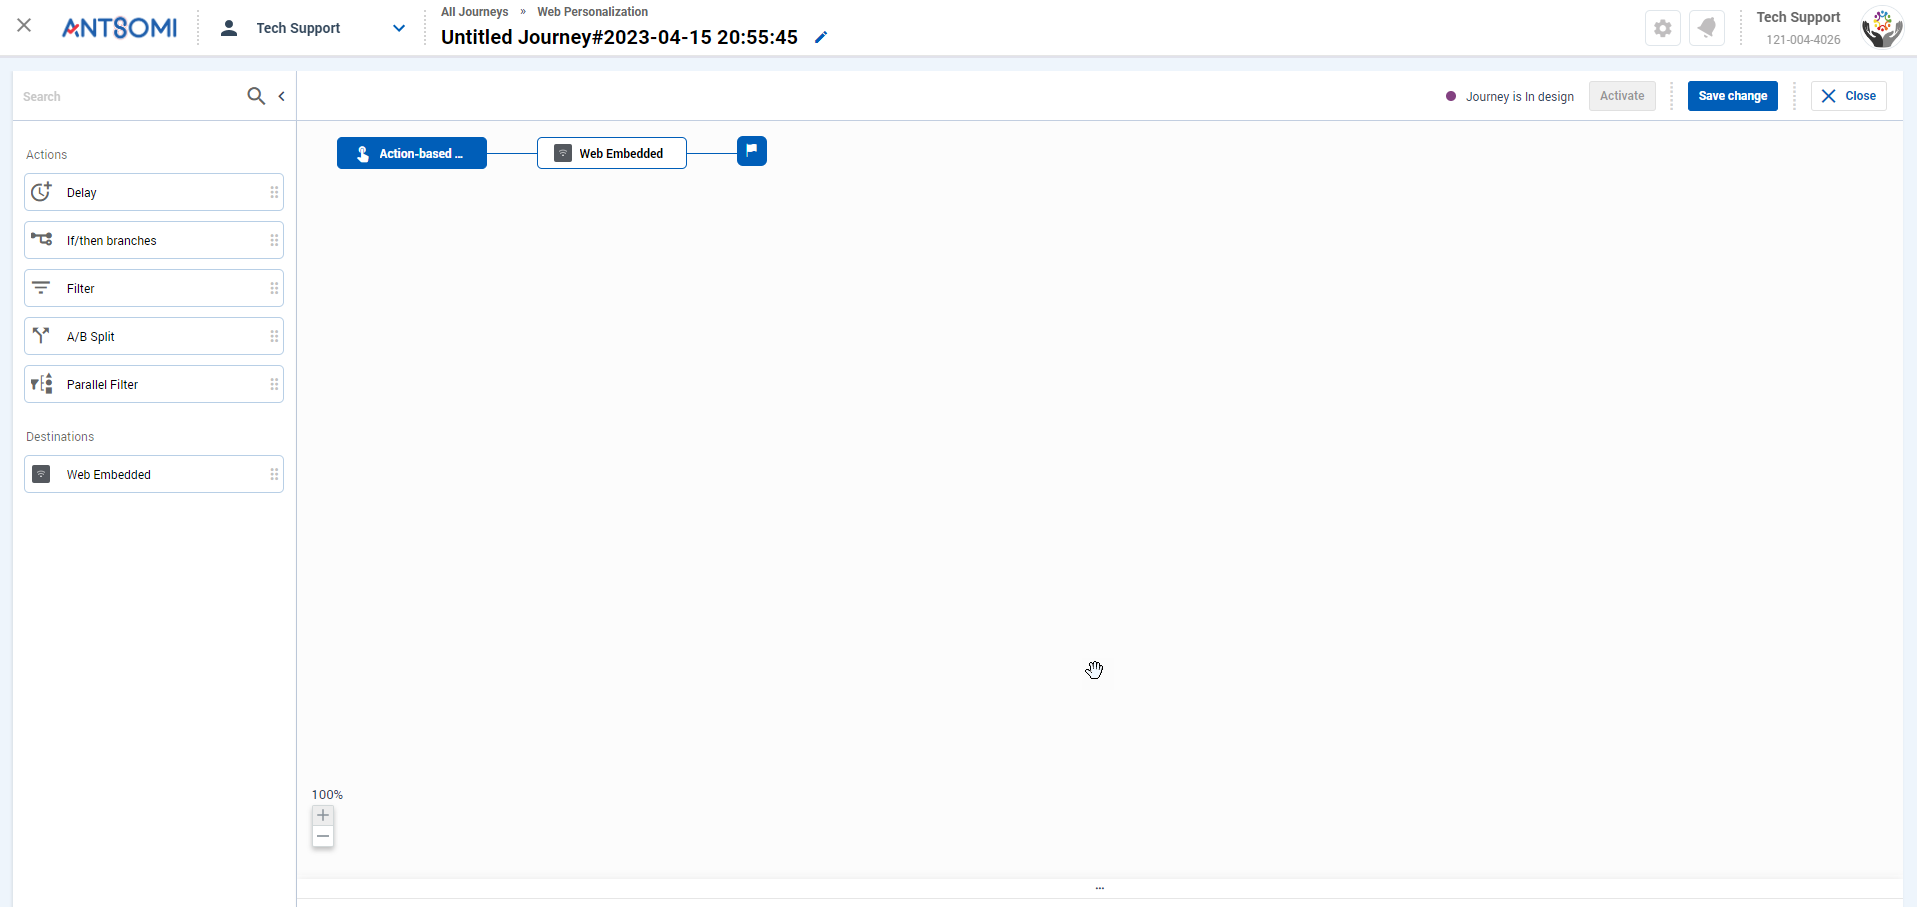 ANTSOMI
Tech Support
All Journeys » Web Personalization
Untitled Journey#2023-04-15 20:55:45
Tech Support
121-004-4026
Search
Journey is In design
Activate
Save change
Close
Actions
Delay
If/then branches
Filter
A/B Split
Parallel Filter
Destinations
Web Embedded
Action-based ...
Web Embedded
100%
...